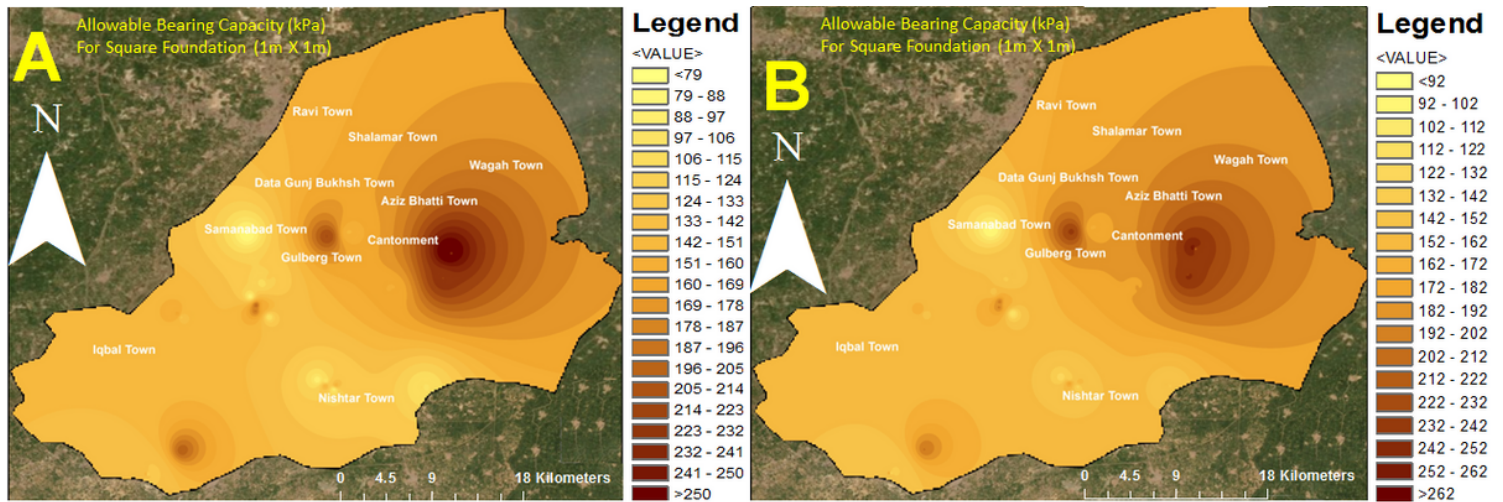 A
Allowable Bearing Capacity (kPa)
For Square Foundation (1m X 1m)
N
Ravi Town
Shalamar Town
Wagah Town
Data Gunj Bukhsh Town
Aziz Bhatti Town
Samanabad Town
Cantonment
Gulberg Town
Iqbal Town
Nishtar Town
0 4.5 9 18 Kilometers
Legend
<VALUE>
<79
79 - 88
88 - 97
97 - 106
106 - 115
115 - 124
124 - 133
133 - 142
142 - 151
151 - 160
160 - 169
169 - 178
178 - 187
187 - 196
196 - 205
205 - 214
214 - 223
223 - 232
232 - 241
241 - 250
>250
B
Allowable Bearing Capacity (kPa)
For Square Foundation (1m X 1m)
N
Ravi Town
Shalamar Town
Wagah Town
Data Gunj Bukhsh Town
Aziz Bhatti Town
Samanabad Town
Cantonment
Gulberg Town
Iqbal Town
Nishtar Town
0 4.5 9 18 Kilometers
Legend
<VALUE>
<92
92 - 102
102 - 112
112 - 122
122 - 132
132 - 142
142 - 152
152 - 162
162 - 172
172 - 182
182 - 192
192 - 202
202 - 212
212 - 222
222 - 232
232 - 242
242 - 252
252 - 262
>262